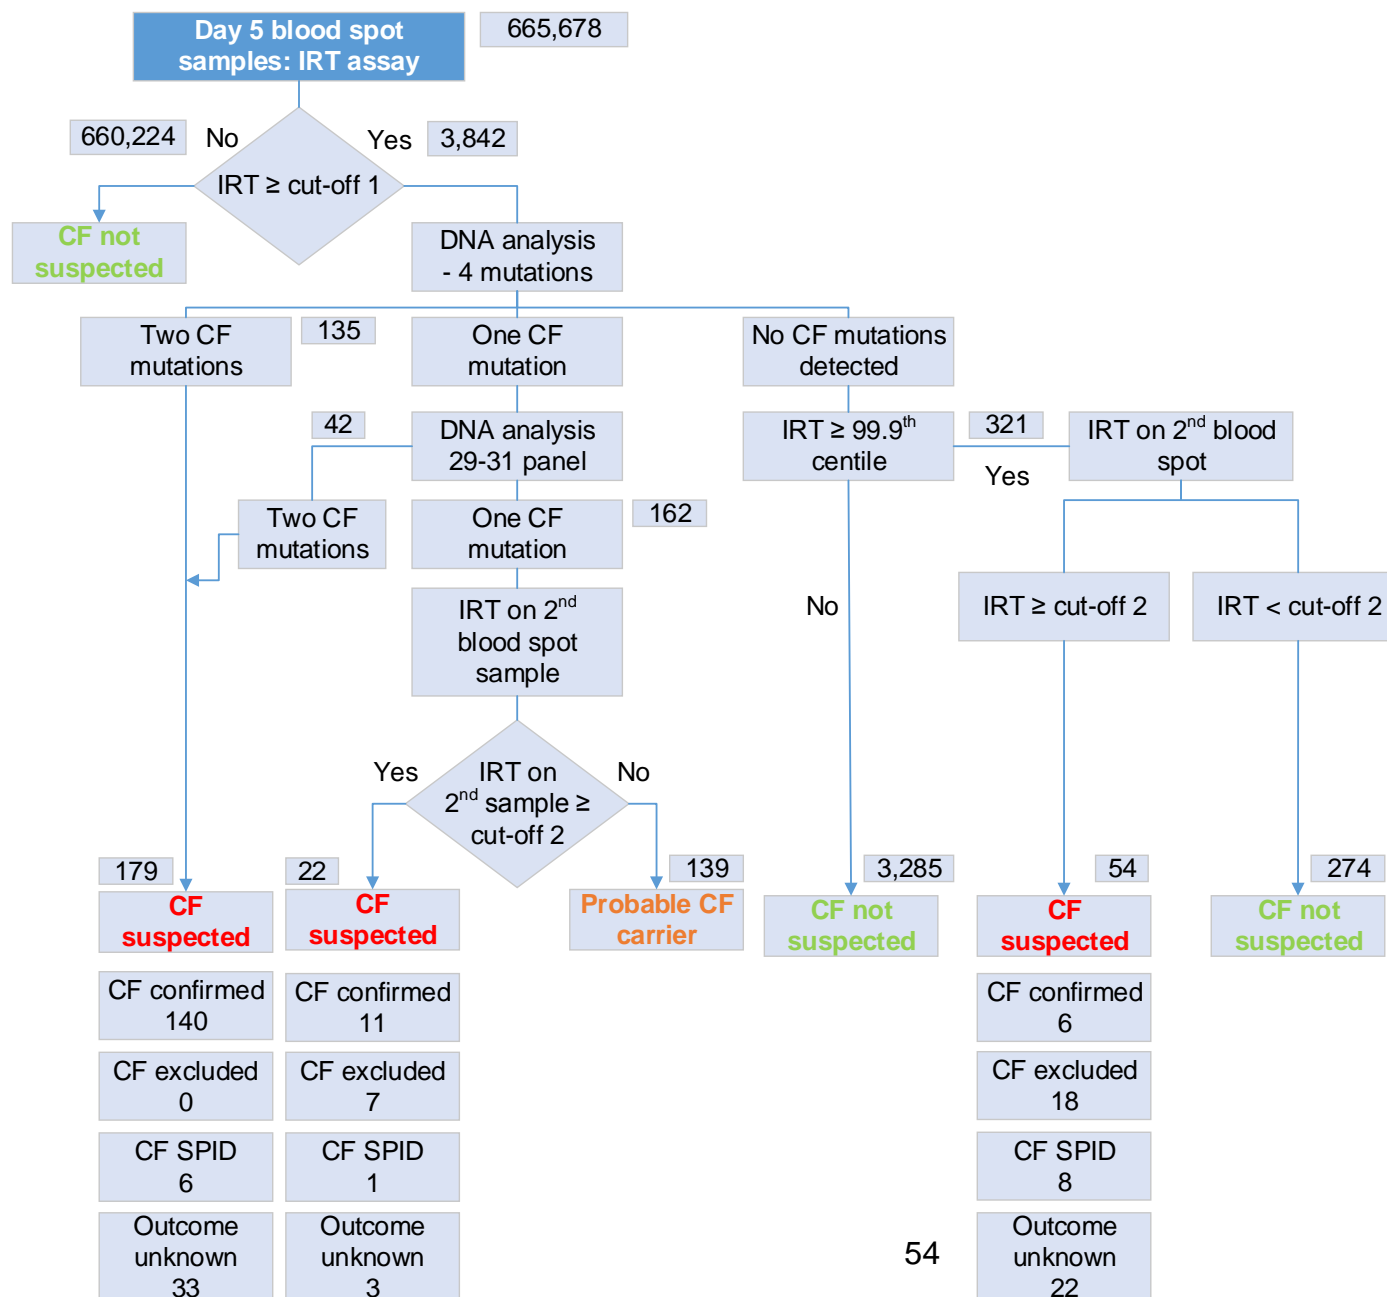 Day 5 blood spot
samples: IRT assay
665,678
660,224
No
Yes
3,842
IRT ≥ cut-off 1
CF not
suspected
DNA analysis
- 4 mutations
Two CF
mutations
135
One CF
mutation
No CF mutations
detected
42
DNA analysis
29-31 panel
IRT ≥ 99.9th
centile
321
Yes
IRT on 2nd blood
spot
Two CF
mutations
One CF
mutation
162
IRT on 2nd
blood spot
sample
No
IRT ≥ cut-off 2
IRT < cut-off 2
Yes
IRT on
2nd sample ≥
cut-off 2
No
179
22
139
3,285
54
274
CF
suspected
CF
suspected
Probable CF
carrier
CF not
suspected
CF
suspected
CF not
suspected
CF confirmed
140
CF confirmed
11
CF confirmed
6
CF excluded
0
CF excluded
7
CF excluded
18
CF SPID
6
CF SPID
1
CF SPID
8
Outcome
unknown
33
Outcome
unknown
3
54
Outcome
unknown
22